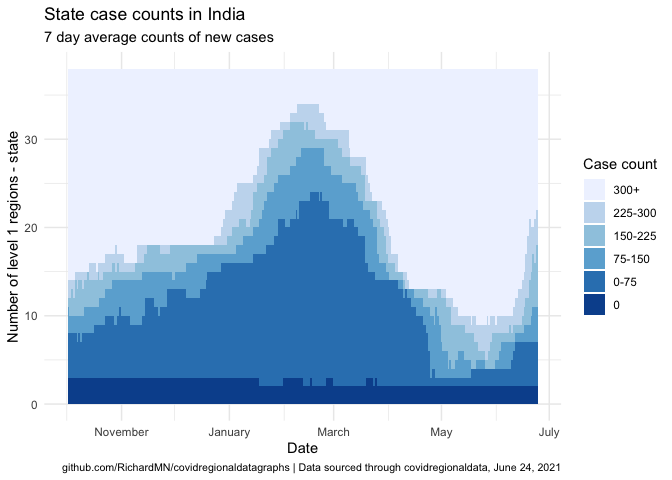 State case counts in India
7 day average counts of new cases
Number of level 1 regions - state
30
20
10
0
November
January
March
May
July
Date
Case count
300+
225-300
150-225
75-150
0-75
0
github.com/RichardMN/covidregionaldatagraphs | Data sourced through covidregionaldata, June 24, 2021